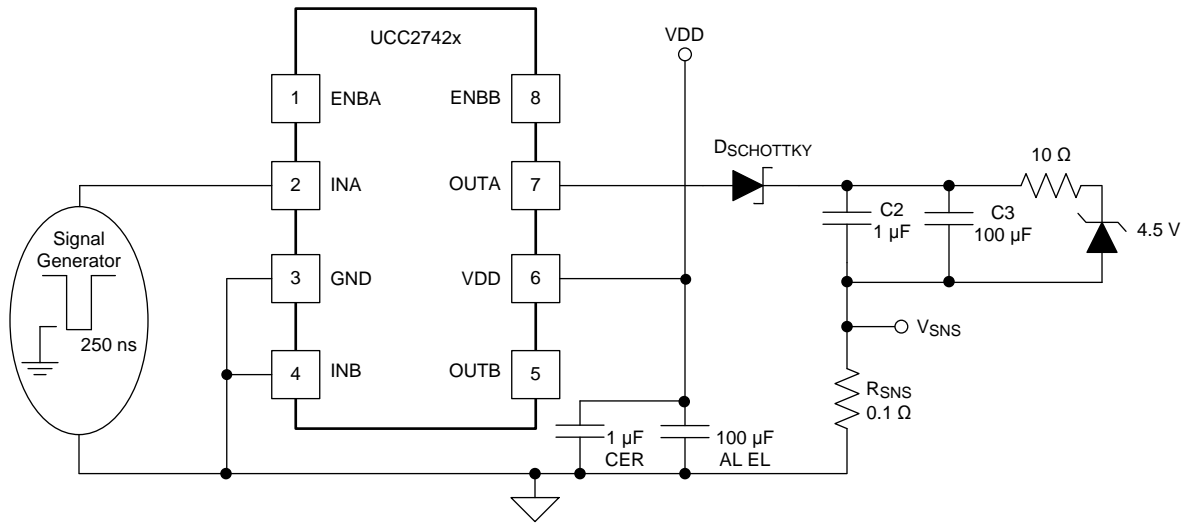 UCC2742x
VDD
1 ENBA
ENBB 8
DSCHOTTKY
10 Ω
2 INA
OUTA 7
C2
1 µF
C3
100 µF
4.5 V
Signal
Generator
250 ns
3 GND
VDD 6
VSNS
4 INB
OUTB 5
RSNS
0.1 Ω
1 µF
CER
100 µF
AL EL